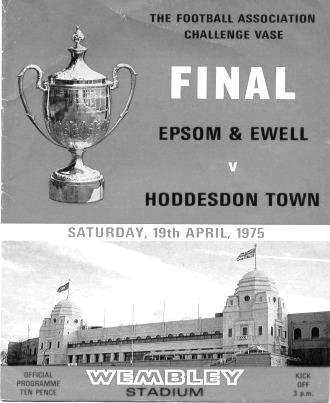 THE FOOTBALL ASSOCIATION
CHALLENGE VASE
FINAL
EPSOM & EWELL
v
HODDESDON TOWN
SATURDAY, 19th APRIL, 1975
OFFICIAL
PROGRAMME
TEN PENCE
WEMBLEY
STADIUM
KICK
OFF
3 p.m.